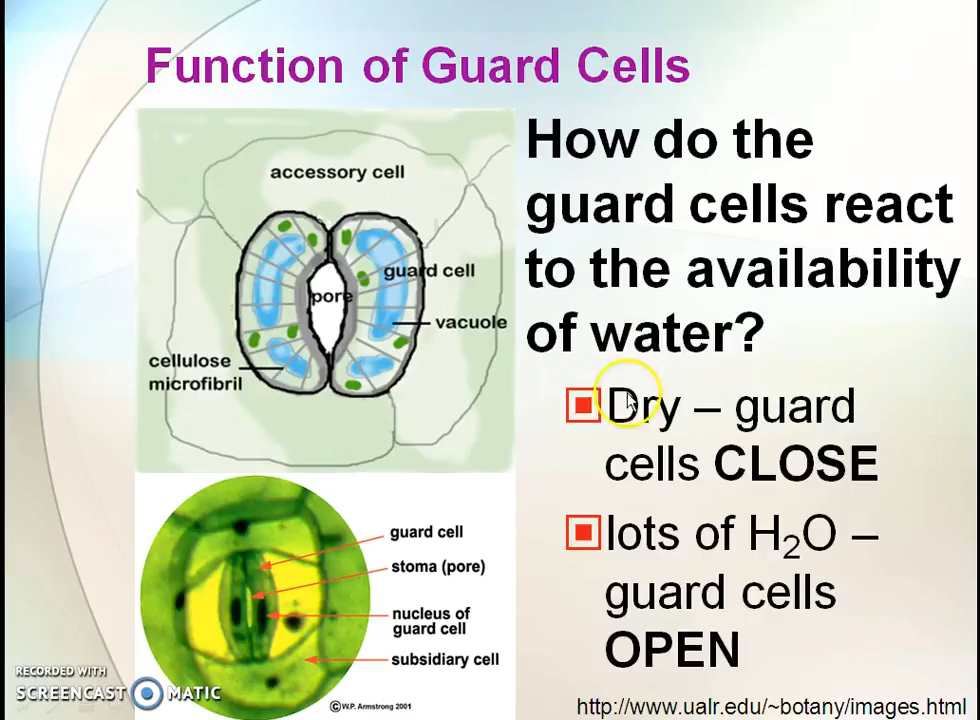 Function of Guard Cells
accessory cell
guard cell
pore
vacuole
cellulose
microfibril
How do the
guard cells react
to the availability
of water?
Dry – guard
cells CLOSE
lots of H₂O –
guard cells
OPEN
guard cell
stoma (pore)
nucleus of
guard cell
subsidiary cell
©W.P. Armstrong 2001
RECORDED WITH
SCREENCAST MATIC
http://www.ualr.edu/~botany/images.html